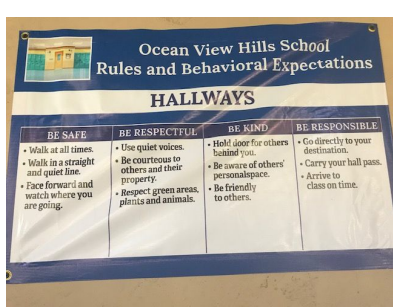 Ocean View Hills School
Rules and Behavioral Expectations
HALLWAYS
BE SAFE
• Walk at all times.
• Walk in a straight
and quiet line.
• Face forward and
watch where you
are going.
BE RESPECTFUL
• Use quiet voices.
• Be courteous to
others and their
property.
• Respect green areas,
plants and animals.
BE KIND
• Hold door for others
behind you.
• Be aware of others'
personalspace.
• Be friendly
to others.
BE RESPONSIBLE
• Go directly to your
destination.
• Carry your hall pass.
• Arrive to
class on time.